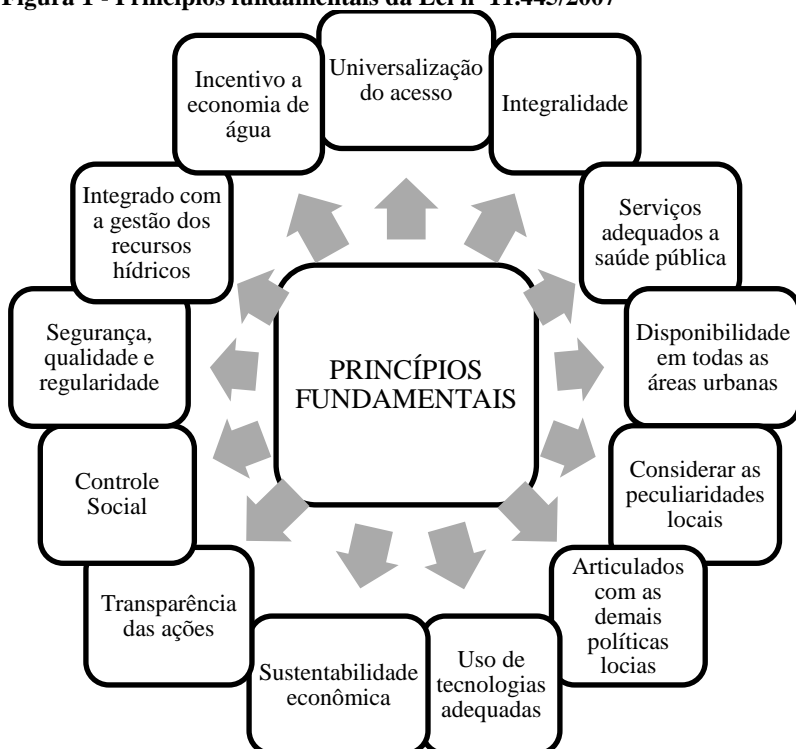 Figura 1 - Princípios fundamentais da Lei nº 11.445/2007
Universalização
do acesso
Integralidade
Serviços
adequados a
saúde pública
Disponibilidade
em todas as
áreas urbanas
Considerar as
peculiaridades
locais
Articulados
com as
demais
políticas
locias
Uso de
tecnologias
adequadas
Sustentabilidade
econômica
Transparência
das ações
Controle
Social
Segurança,
qualidade e
regularidade
Integrado com
a gestão dos
recursos
hídricos
Incentivo a
economia de
água
PRINCÍPIOS
FUNDAMENTAIS